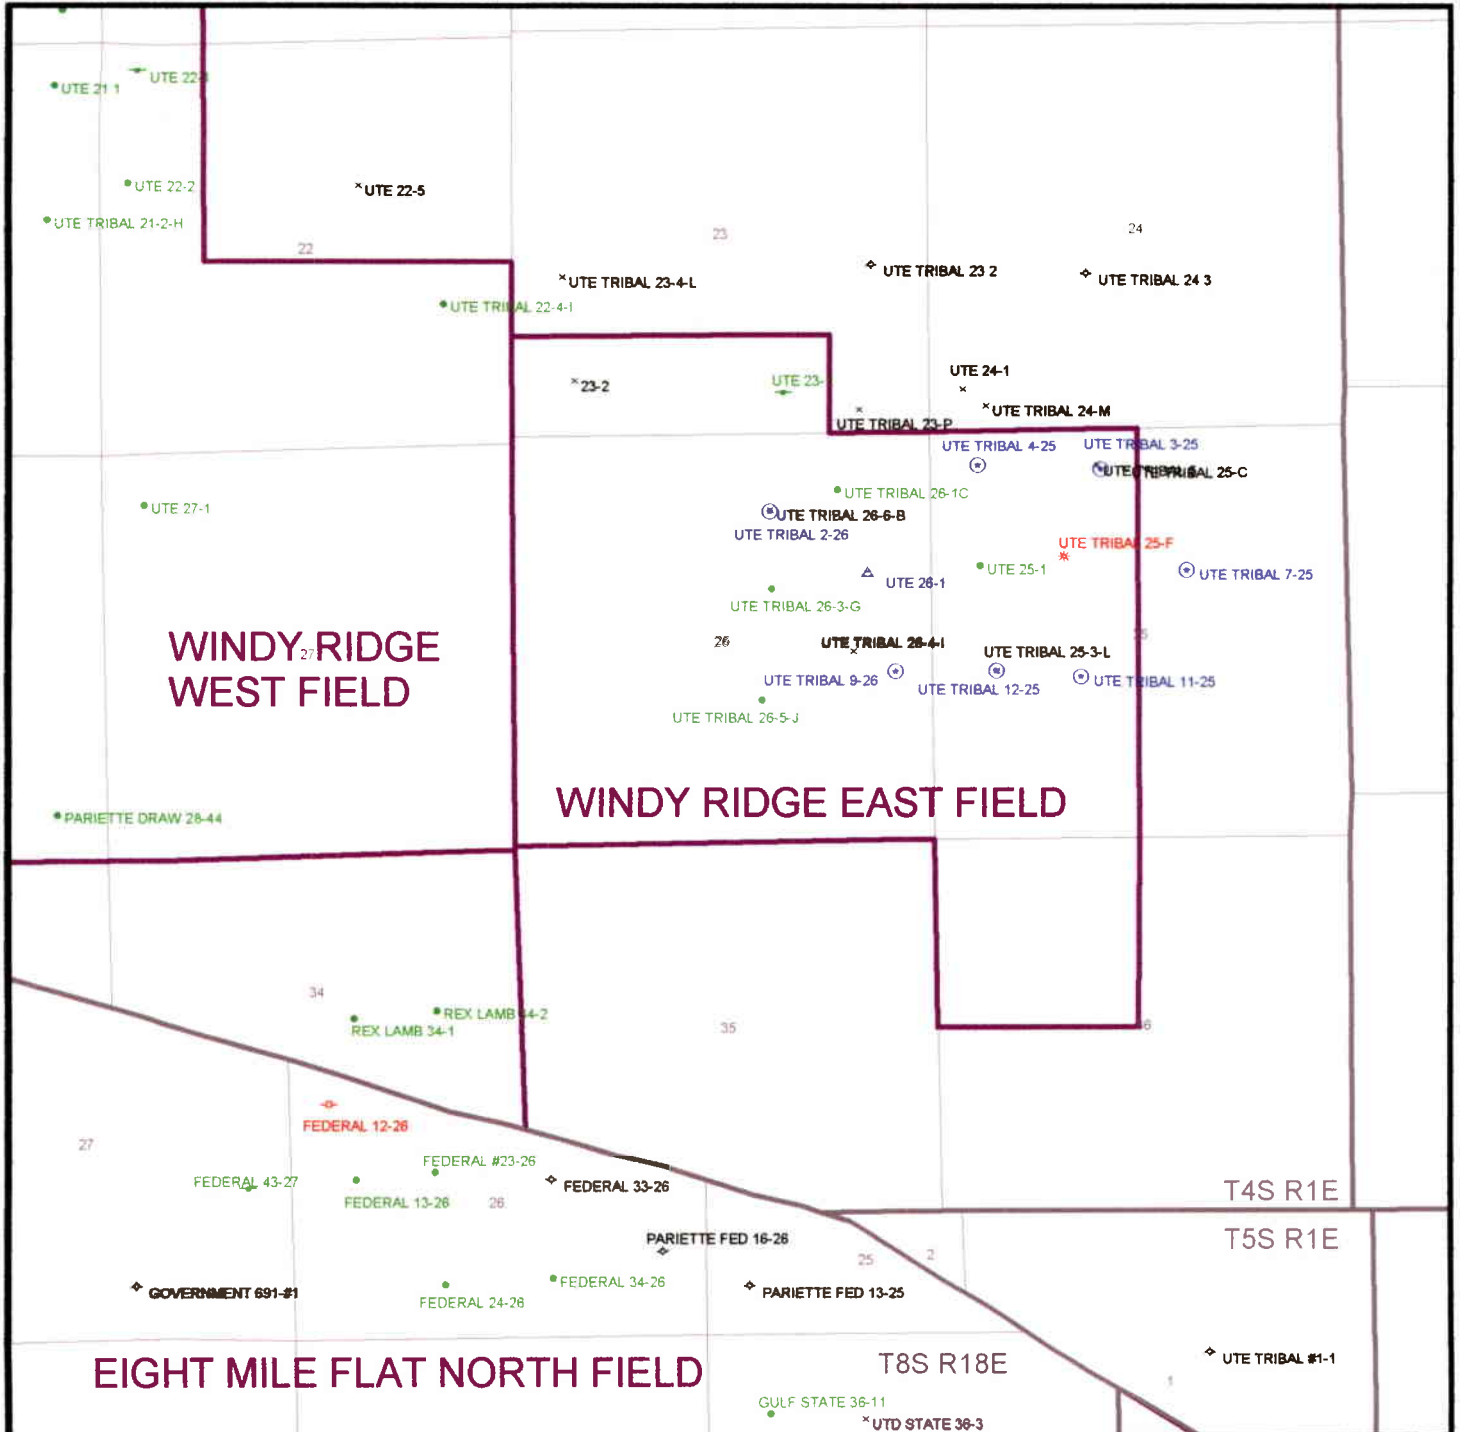 UTE 22-1
UTE 21 1
UTE 22-2
UTE 22-5
UTE TRIBAL 21-2-H
22
23
24
UTE TRIBAL 23-4-L
UTE TRIBAL 23 2
UTE TRIBAL 24 3
UTE TRIBAL 22-4-I
UTE 24-1
23-2
UTE 23-
UTE TRIBAL 24-M
UTE TRIBAL 23-P
UTE TRIBAL 4-25
UTE TRIBAL 3-25
UTE TRIBAL 25-C
UTE TRIBAL 26-1C
UTE 27-1
UTE TRIBAL 26-6-B
UTE TRIBAL 2-26
UTE TRIBAL 25-F
UTE 25-1
UTE TRIBAL 7-25
UTE 26-1
UTE TRIBAL 26-3-G
WINDY RIDGE
27
WEST FIELD
26
UTE TRIBAL 26-4-I
UTE TRIBAL 25-3-L
25
UTE TRIBAL 9-26
UTE TRIBAL 12-25
UTE TRIBAL 11-25
UTE TRIBAL 26-5-J
WINDY RIDGE EAST FIELD
PARIETTE DRAW 28-44
34
REX LAMB 34-2
REX LAMB 34-1
35
36
FEDERAL 12-26
27
FEDERAL #23-26
FEDERAL 43-27
FEDERAL 13-26
26
FEDERAL 33-26
T4S R1E
T5S R1E
PARIETTE FED 16-26
25
2
GOVERNMENT 691-#1
FEDERAL 24-26
FEDERAL 34-26
PARIETTE FED 13-25
EIGHT MILE FLAT NORTH FIELD
T8S R18E
UTE TRIBAL #1-1
1
GULF STATE 36-11
UTD STATE 36-3